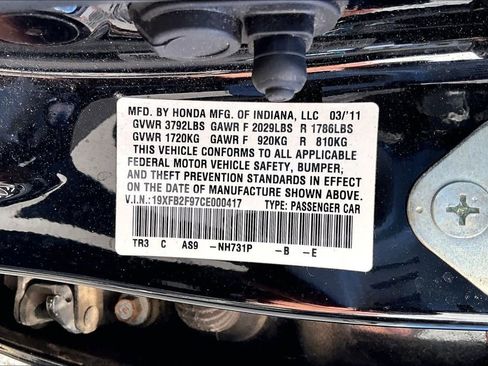 MFD. BY HONDA MFG. OF INDIANA, LLC 03/'11
GVWR 3792LBS GAWR F 2029LBS R 1786LBS
GVWR 1720KG GAWR F 920KG R 810KG
THIS VEHICLE CONFORMS TO ALL APPLICABLE
FEDERAL MOTOR VEHICLE SAFETY, BUMPER,
AND THEFT PREVENTION STANDARDS IN EFFECT
ON THE DATE OF MANUFACTURE SHOWN ABOVE.
V.I.N.:19XFB2F97CE000417 TYPE: PASSENGER CAR
TR3 C AS9 -NH731P -B -E